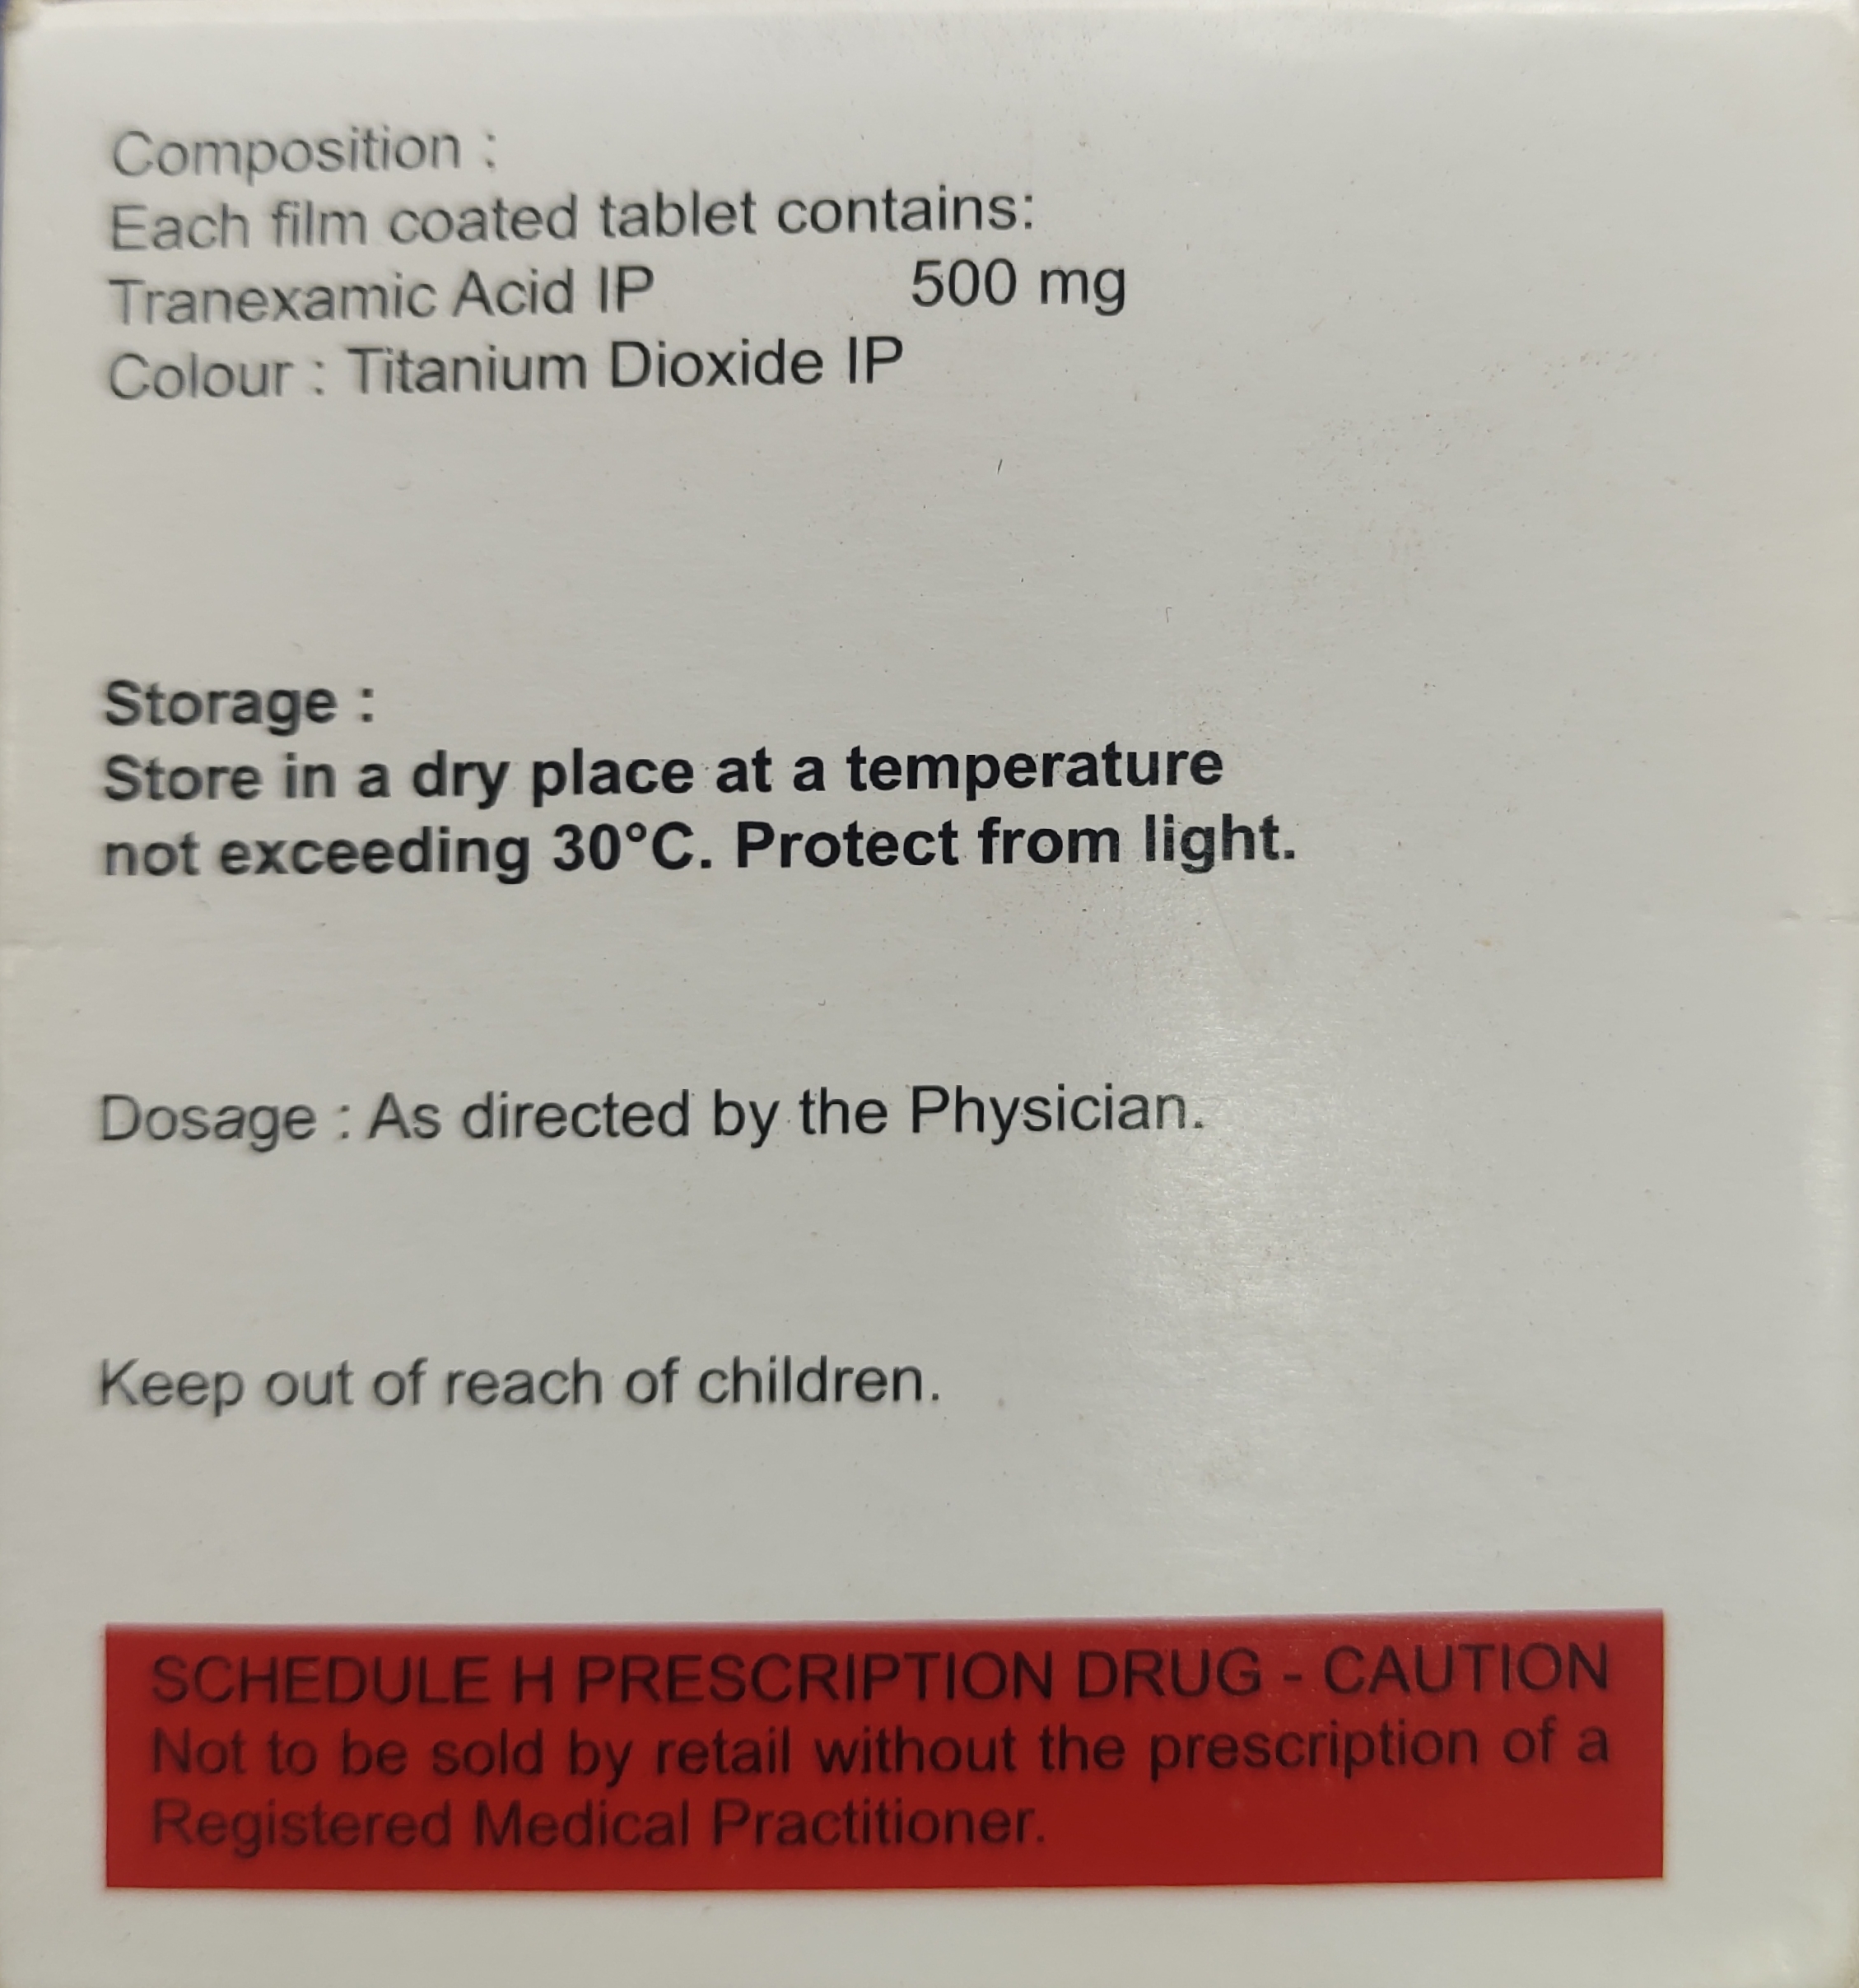 Composition :
Each film coated tablet contains:
Tranexamic Acid IP 500 mg
Colour : Titanium Dioxide IP
Storage :
Store in a dry place at a temperature
not exceeding 30°C. Protect from light.
Dosage : As directed by the Physician.
Keep out of reach of children.
SCHEDULE H PRESCRIPTION DRUG - CAUTION
Not to be sold by retail without the prescription of a
Registered Medical Practitioner.